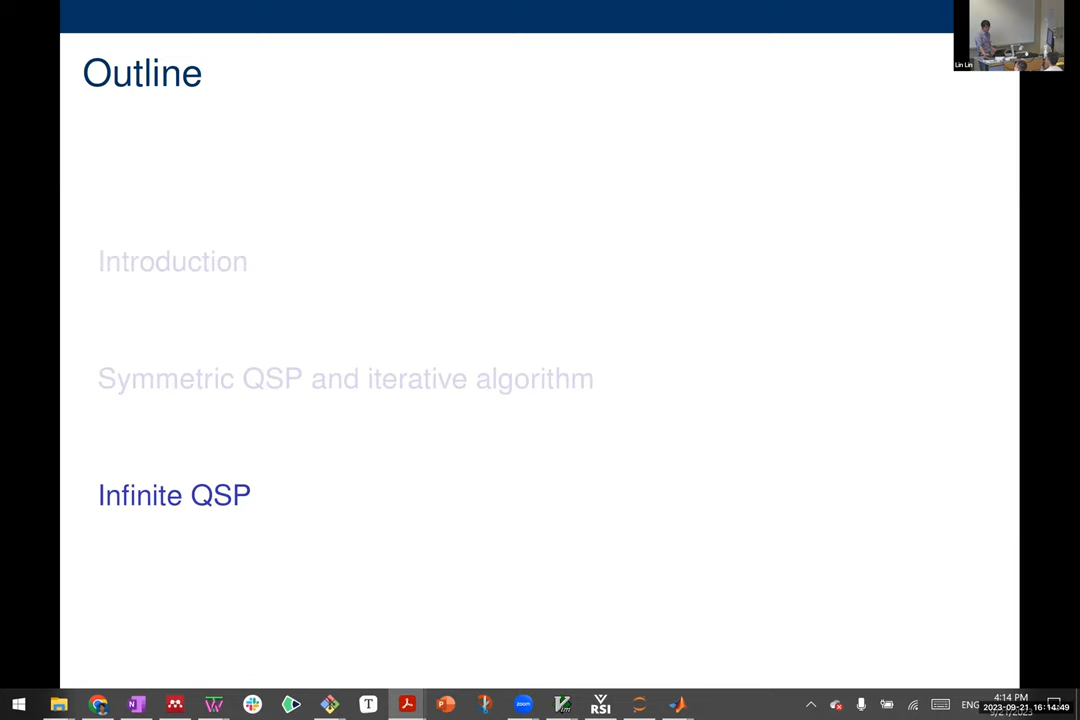 Outline
Lin Lin
Introduction
Symmetric QSP and iterative algorithm
Infinite QSP
N
W
T
P
zoom
RSI
ENG
4:14 PM
2023-09-21 16:14:49